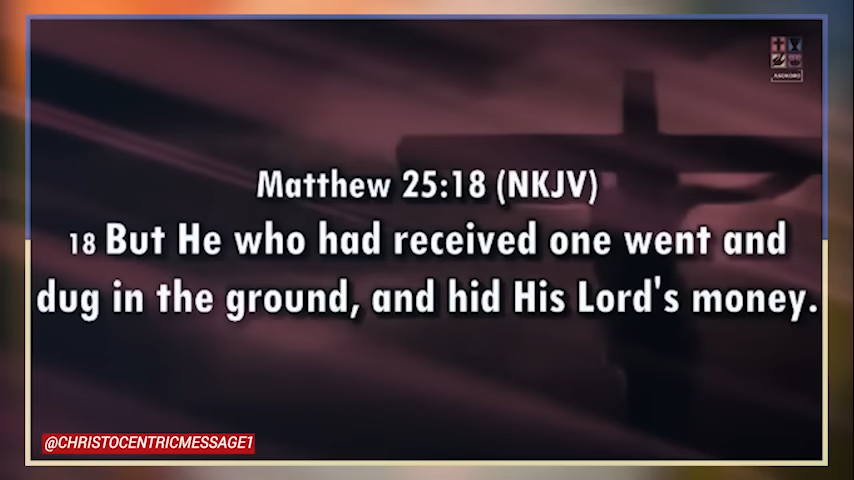 ASOKORO
Matthew 25:18 (NKJV)
18 But He who had received one went and
dug in the ground, and hid His Lord's money.
@CHRISTOCENTRICMESSAGE1